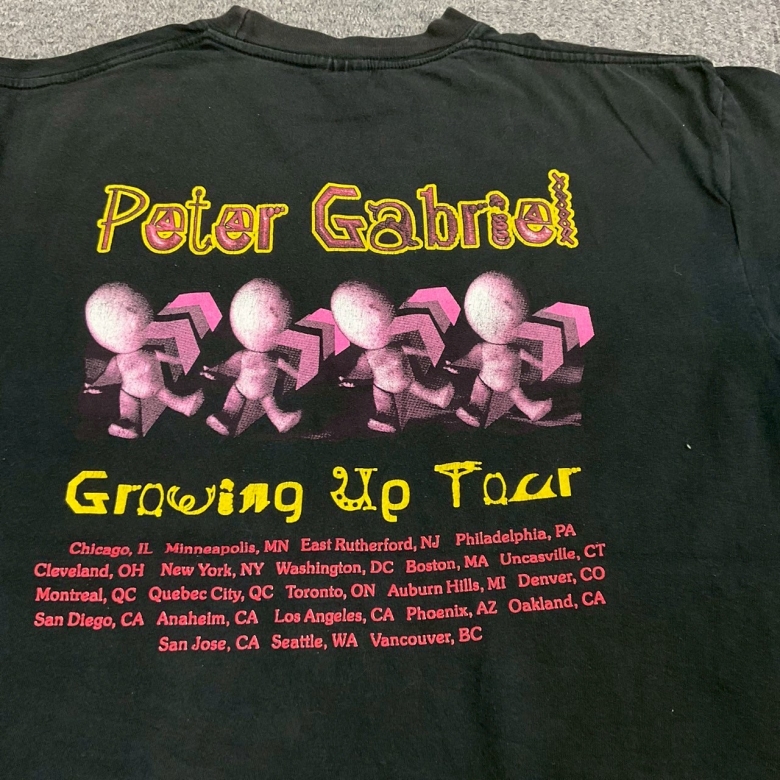 Peter Gabriel
Growing Up Tour
Chicago, IL Minneapolis, MN East Rutherford, NJ Philadelphia, PA
Cleveland, OH New York, NY Washington, DC Boston, MA Uncasville, CT
Montreal, QC Quebec City, QC Toronto, ON Auburn Hills, MI Denver, CO
San Diego, CA Anaheim, CA Los Angeles, CA Phoenix, AZ Oakland, CA
San Jose, CA Seattle, WA Vancouver, BC